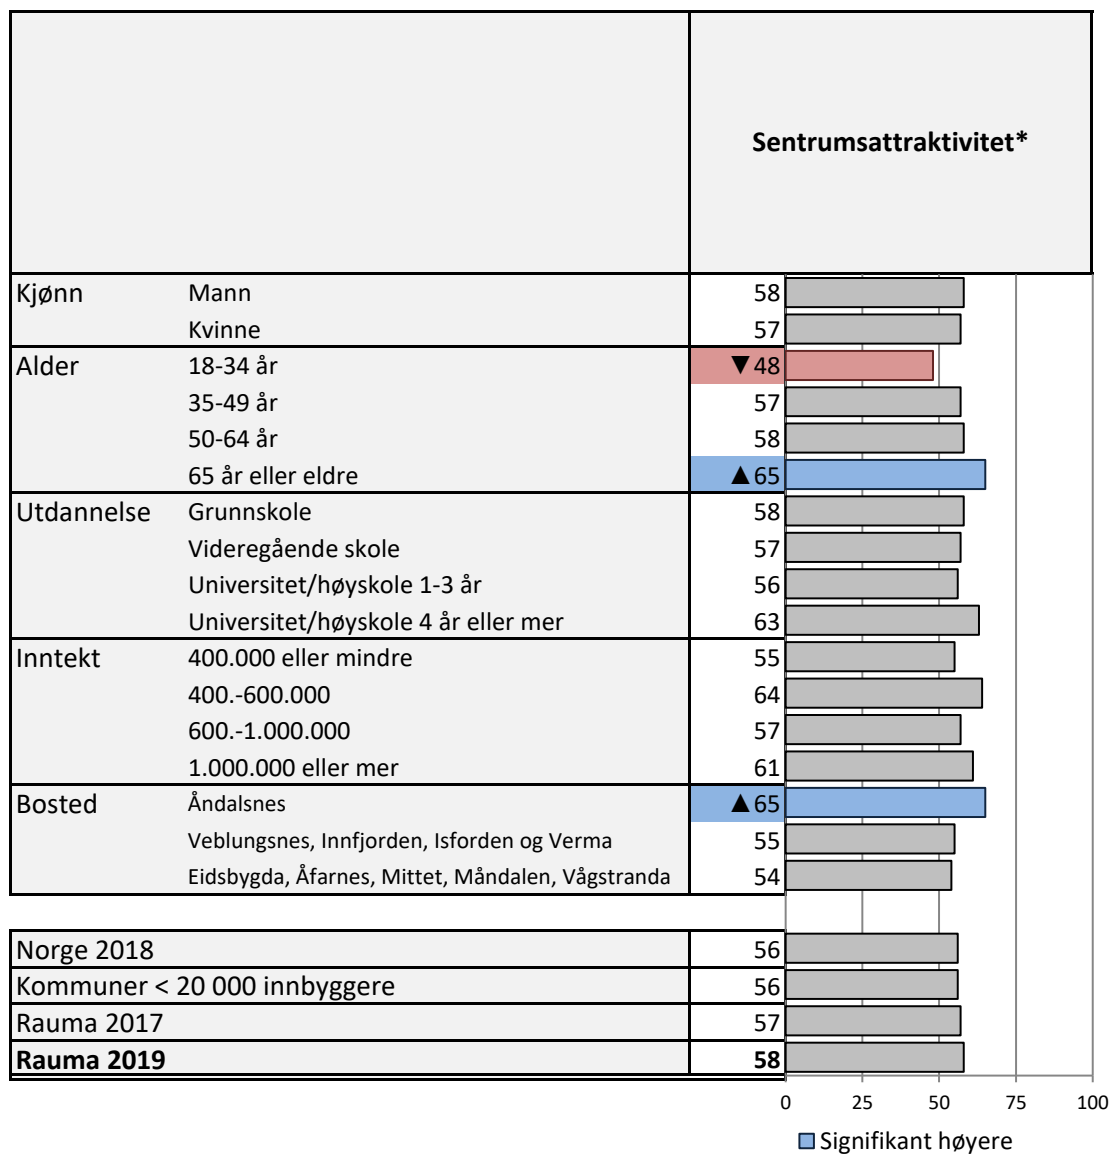 Sentrumsattraktivitet*
Kjønn Mann 58
Kvinne 57
Alder 18-34 år ▼48
35-49 år 57
50-64 år 58
65 år eller eldre ▲65
Utdannelse Grunnskole 58
Videregående skole 57
Universitet/høyskole 1-3 år 56
Universitet/høyskole 4 år eller mer 63
Inntekt 400.000 eller mindre 55
400.-600.000 64
600.-1.000.000 57
1.000.000 eller mer 61
Bosted Åndalsnes ▲65
Veblungsnes, Innfjorden, Isforden og Verma 55
Eidsbygda, Åfarnes, Mittet, Måndalen, Vågstranda 54
Norge 2018 56
Kommuner < 20 000 innbyggere 56
Rauma 2017 57
Rauma 2019 58
0 25 50 75 100
Signifikant høyere